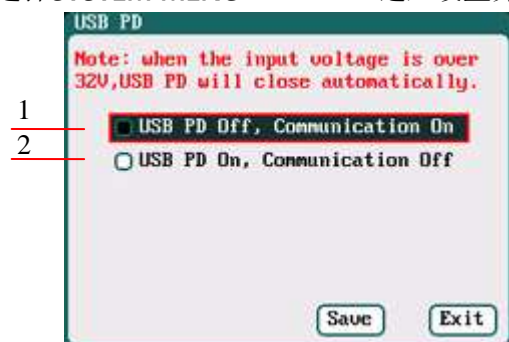 USB PD
Note: when the input voltage is over
32V,USB PD will close automatically.
1
USB PD Off, Communication On
2
USB PD On, Communication Off
Save
Exit